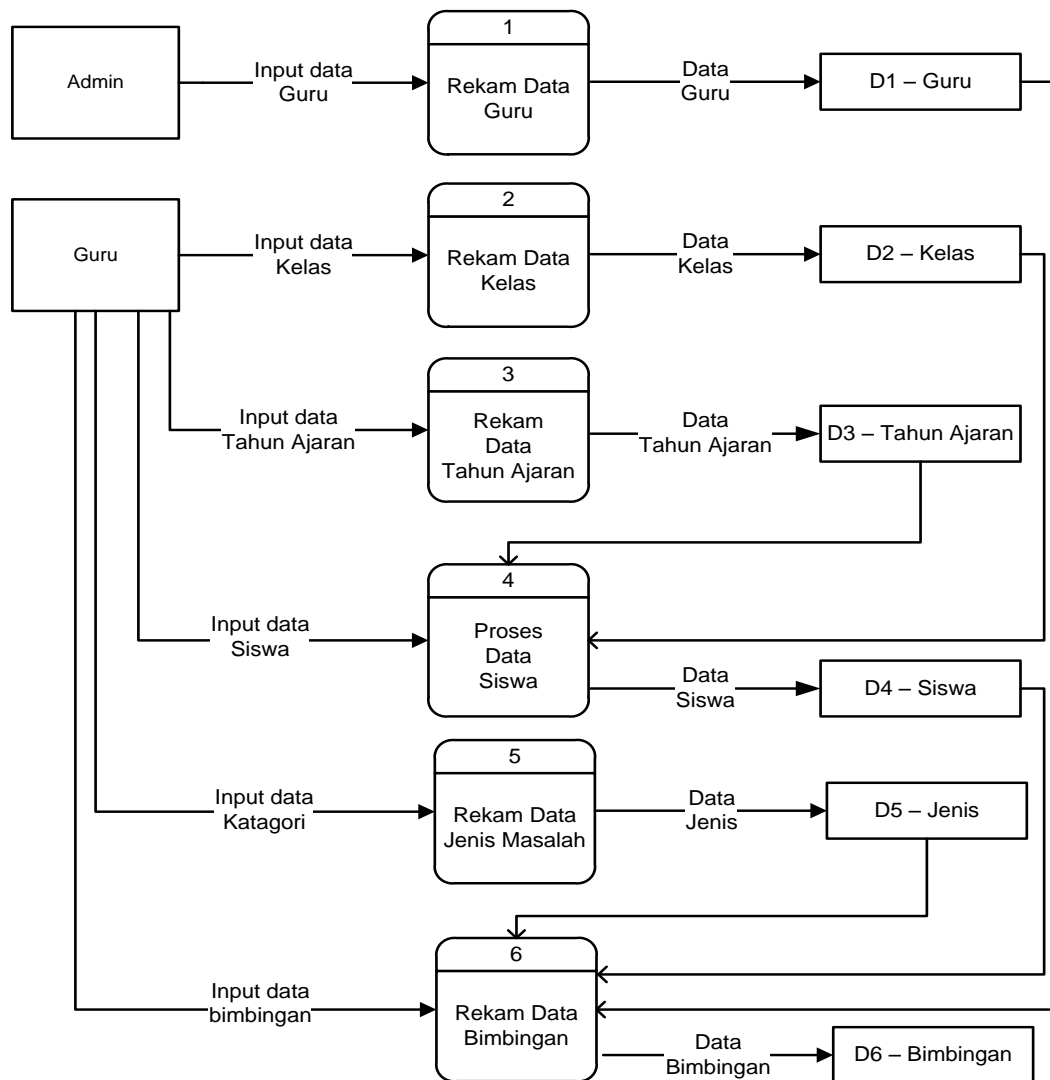 Admin
Input data
Guru
1
Rekam Data
Guru
Data
Guru
D1 – Guru
Guru
Input data
Kelas
2
Rekam Data
Kelas
Data
Kelas
D2 – Kelas
Input data
Tahun Ajaran
3
Rekam
Data
Tahun Ajaran
Data
Tahun Ajaran
D3 – Tahun Ajaran
Input data
Siswa
4
Proses
Data
Siswa
Data
Siswa
D4 – Siswa
Input data
Katagori
5
Rekam Data
Jenis Masalah
Data
Jenis
D5 – Jenis
Input data
bimbingan
6
Rekam Data
Bimbingan
Data
Bimbingan
D6 – Bimbingan